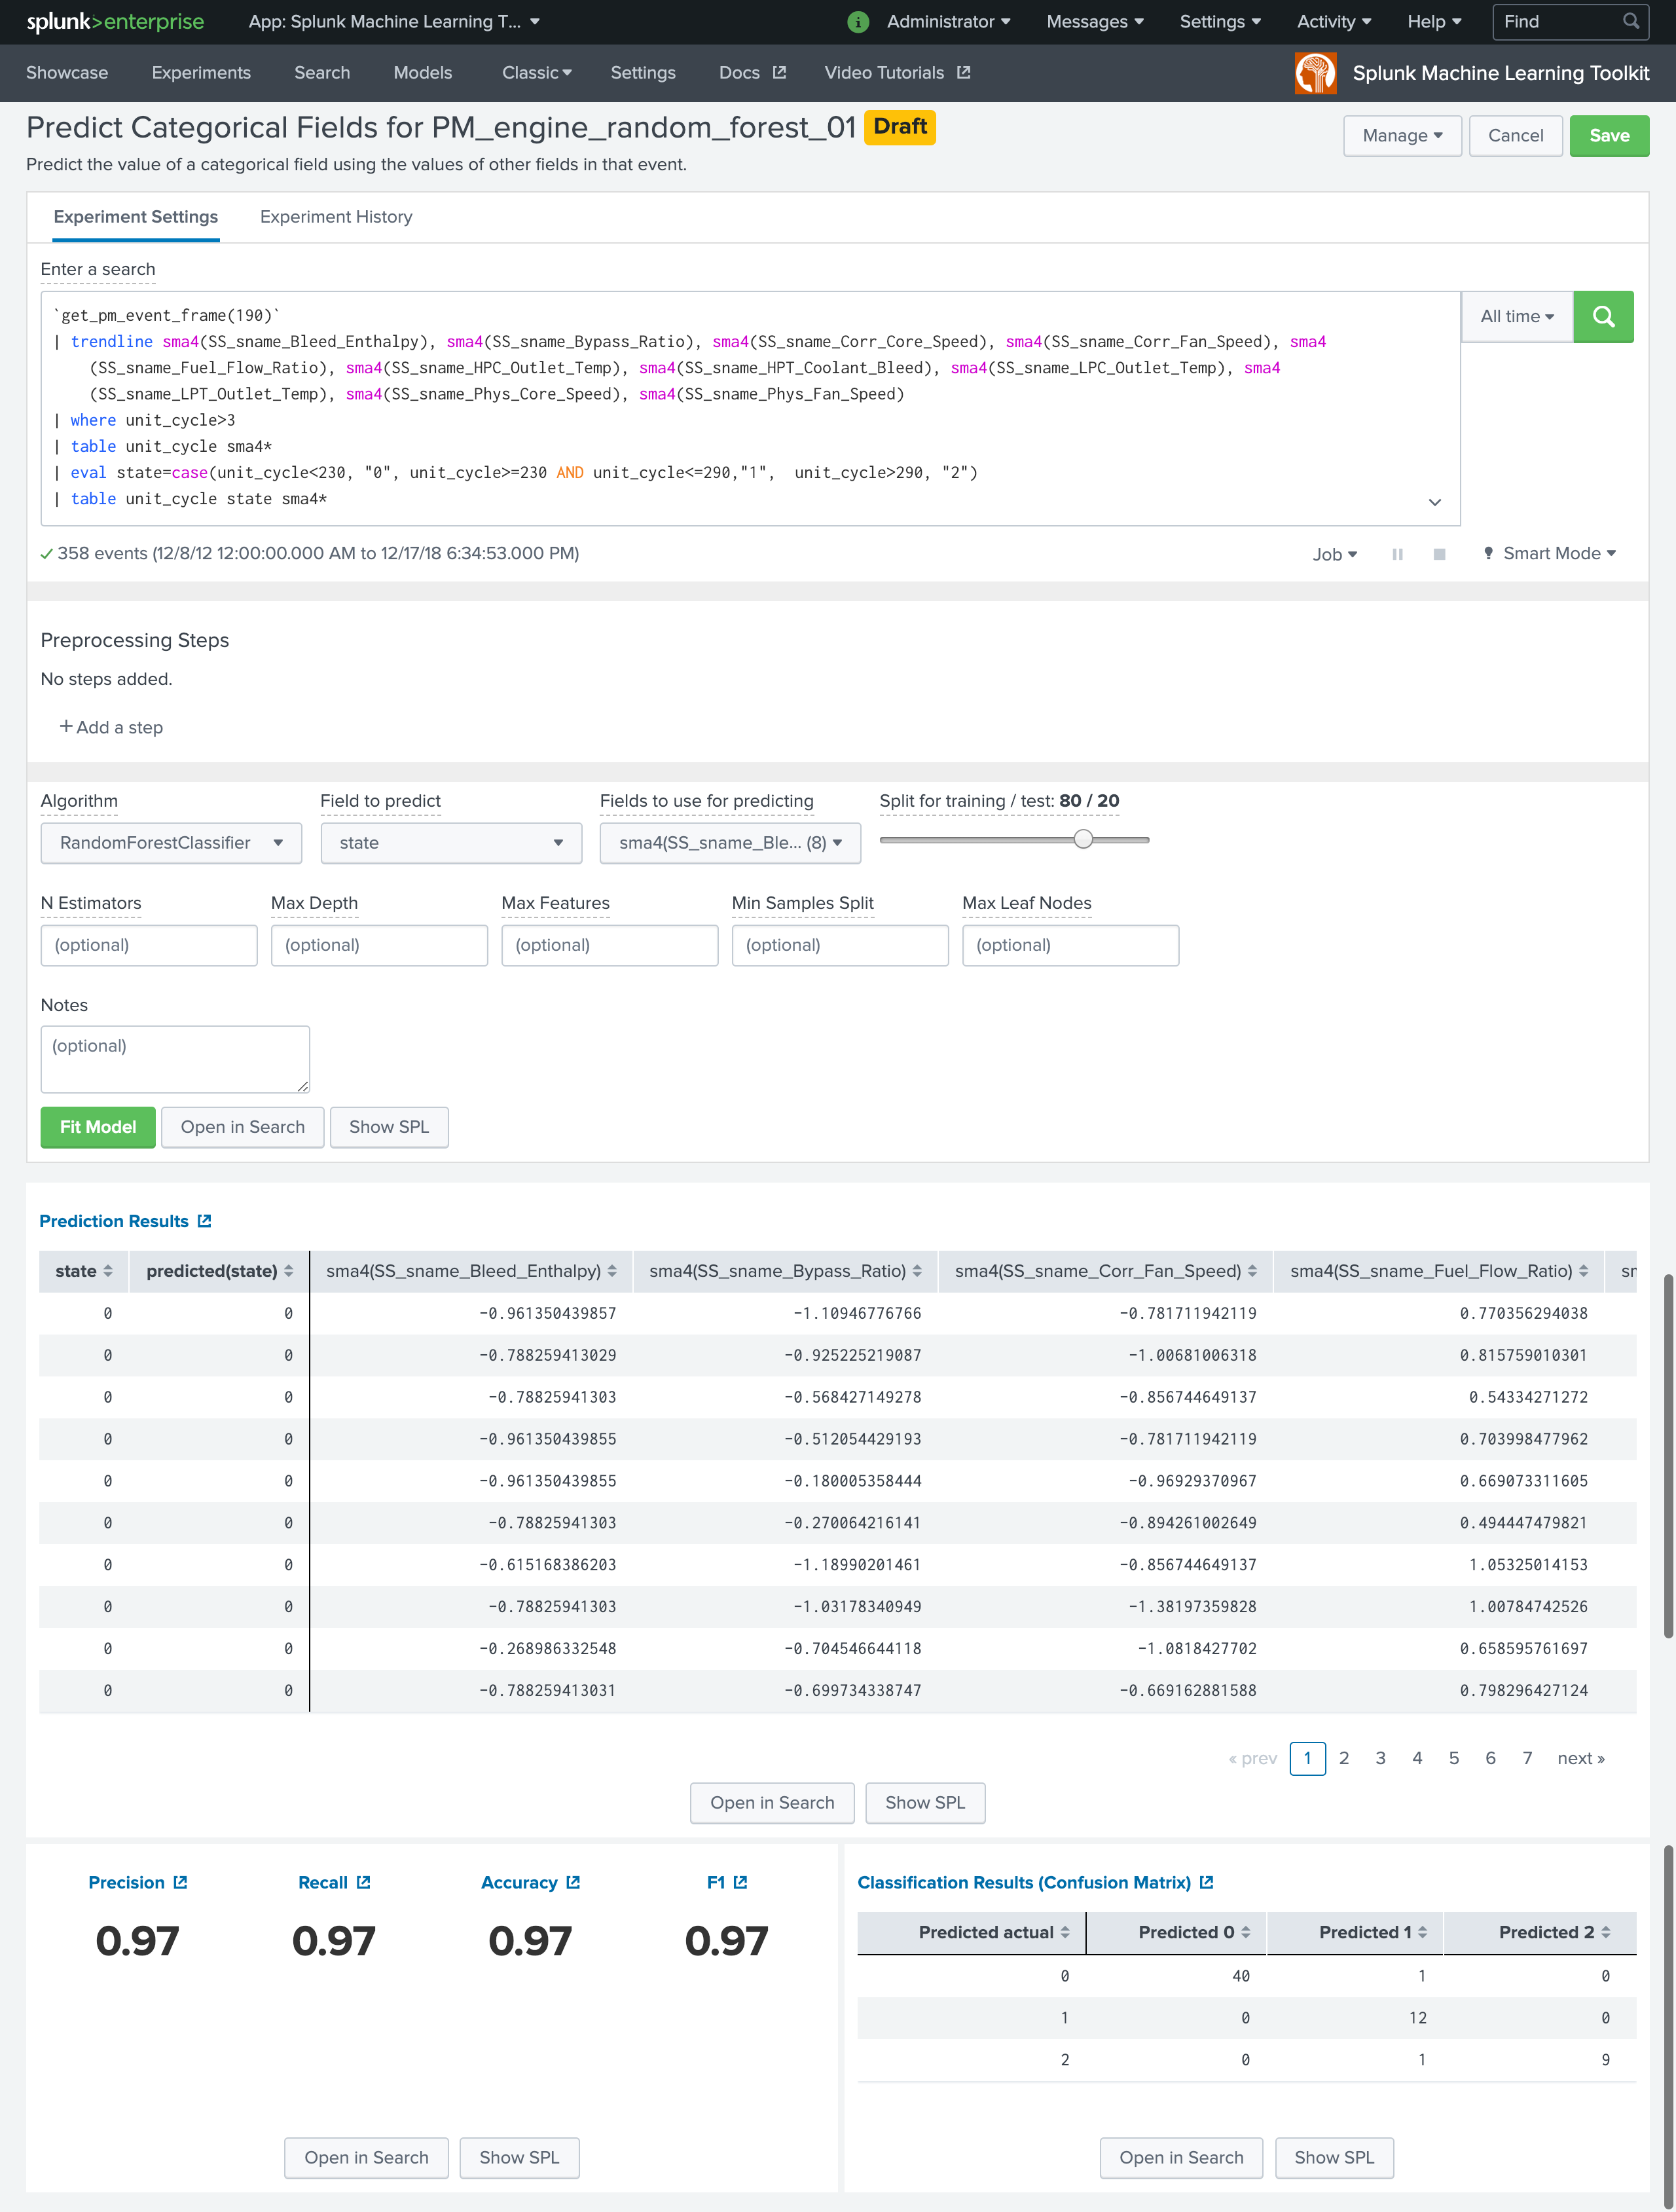 splunk>enterprise App: Splunk Machine Learning T... i Administrator Messages Settings Activity Help Find
Showcase Experiments Search Models Classic Settings Docs Video Tutorials Splunk Machine Learning Toolkit
Predict Categorical Fields for PM_engine_random_forest_01 Draft Manage Cancel Save
Predict the value of a categorical field using the values of other fields in that event.
Experiment Settings Experiment History
Enter a search
`get_pm_event_frame(190)` All time
| trendline sma4(SS_sname_Bleed_Enthalpy), sma4(SS_sname_Bypass_Ratio), sma4(SS_sname_Corr_Core_Speed), sma4(SS_sname_Corr_Fan_Speed), sma4
(SS_sname_Fuel_Flow_Ratio), sma4(SS_sname_HPC_Outlet_Temp), sma4(SS_sname_HPT_Coolant_Bleed), sma4(SS_sname_LPC_Outlet_Temp), sma4
(SS_sname_LPT_Outlet_Temp), sma4(SS_sname_Phys_Core_Speed), sma4(SS_sname_Phys_Fan_Speed)
| where unit_cycle>3
| table unit_cycle sma4*
| eval state=case(unit_cycle<230, "0", unit_cycle>=230 AND unit_cycle<=290,"1", unit_cycle>290, "2")
| table unit_cycle state sma4*
358 events (12/8/12 12:00:00.000 AM to 12/17/18 6:34:53.000 PM) Job Smart Mode
Preprocessing Steps
No steps added.
+ Add a step
Algorithm Field to predict Fields to use for predicting Split for training / test: 80 / 20
RandomForestClassifier state sma4(SS_sname_Ble... (8)
N Estimators Max Depth Max Features Min Samples Split Max Leaf Nodes
(optional) (optional) (optional) (optional) (optional)
Notes
(optional)
Fit Model Open in Search Show SPL
Prediction Results
state predicted(state) sma4(SS_sname_Bleed_Enthalpy) sma4(SS_sname_Bypass_Ratio) sma4(SS_sname_Corr_Fan_Speed) sma4(SS_sname_Fuel_Flow_Ratio)
0 0 -0.961350439857 -1.10946776766 -0.781711942119 0.770356294038
0 0 -0.788259413029 -0.925225219087 -1.00681006318 0.815759010301
0 0 -0.78825941303 -0.568427149278 -0.856744649137 0.54334271272
0 0 -0.961350439855 -0.512054429193 -0.781711942119 0.703998477962
0 0 -0.961350439855 -0.180005358444 -0.96929370967 0.669073311605
0 0 -0.78825941303 -0.270064216141 -0.894261002649 0.494447479821
0 0 -0.615168386203 -1.18990201461 -0.856744649137 1.05325014153
0 0 -0.78825941303 -1.03178340949 -1.38197359828 1.00784742526
0 0 -0.268986332548 -0.704546644118 -1.0818427702 0.658595761697
0 0 -0.788259413031 -0.699734338747 -0.669162881588 0.798296427124
« prev 1 2 3 4 5 6 7 next »
Open in Search Show SPL
Precision Recall Accuracy F1
0.97 0.97 0.97 0.97
Classification Results (Confusion Matrix)
Predicted actual Predicted 0 Predicted 1 Predicted 2
0 40 1 0
1 0 12 0
2 0 1 9
Open in Search Show SPL Open in Search Show SPL